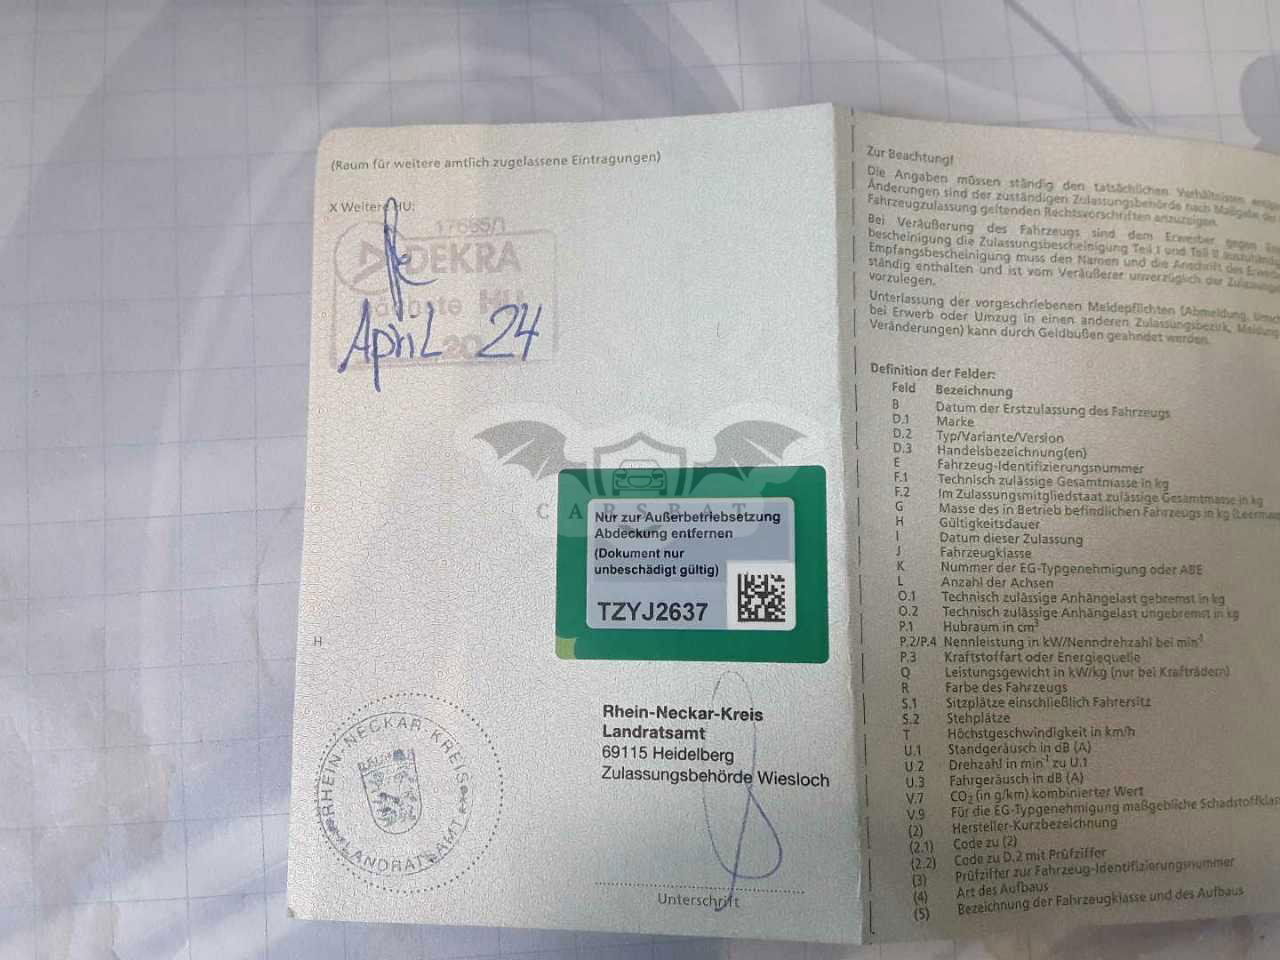 (Raum für weitere amtlich zugelassene Eintragungen)
X Weitere HU:
17665/1
DEKRA
nächste HU
April 24
CARSBAT
Nur zur Außerbetriebsetzung
Abdeckung entfernen
(Dokument nur
unbeschädigt gültig)
TZYJ2637
H
RHEIN-NECKAR-KREIS
LANDRATSAMT
Rhein-Neckar-Kreis
Landratsamt
69115 Heidelberg
Zulassungsbehörde Wiesloch
Unterschrift
Zur Beachtung!
Die Angaben müssen ständig den tatsächlichen Verhältnissen
Änderungen sind der zuständigen Zulassungsbehörde nach Maßgabe der
Fahrzeugzulassung geltenden Rechtsvorschriften anzuzeigen.
Bei Veräußerung des Fahrzeugs sind dem Erwerber gegen
bescheinigung die Zulassungsbescheinigung Teil I und Teil II
Empfangsbescheinigung muss den Namen und die Anschrift des
ständig enthalten und ist vom Veräußerer unverzüglich der
vorzulegen.
Unterlassung der vorgeschriebenen Meldepflichten (Abmeldung,
bei Erwerb oder Umzug in einen anderen Zulassungsbezirk, Meldung
Veränderungen) kann durch Geldbußen geahndet werden.
Definition der Felder:
Feld Bezeichnung
B Datum der Erstzulassung des Fahrzeugs
D.1 Marke
D.2 Typ/Variante/Version
D.3 Handelsbezeichnung(en)
E Fahrzeug-Identifizierungsnummer
F.1 Technisch zulässige Gesamtmasse in kg
F.2 Im Zulassungsmitgliedstaat zulässige Gesamtmasse in kg
G Masse des in Betrieb befindlichen Fahrzeugs in kg
H Gültigkeitsdauer
I Datum dieser Zulassung
J Fahrzeugklasse
K Nummer der EG-Typgenehmigung oder ABE
L Anzahl der Achsen
O.1 Technisch zulässige Anhängelast gebremst in kg
O.2 Technisch zulässige Anhängelast ungebremst in kg
P.1 Hubraum in cm³
P.2/P.4 Nennleistung in kW/Nenndrehzahl bei min⁻¹
P.3 Kraftstoffart oder Energiequelle
Q Leistungsgewicht in kW/kg (nur bei Krafträdern)
R Farbe des Fahrzeugs
S.1 Sitzplätze einschließlich Fahrersitz
S.2 Stehplätze
T Höchstgeschwindigkeit in km/h
U.1 Standgeräusch in dB (A)
U.2 Drehzahl in min⁻¹ zu U.1
U.3 Fahrgeräusch in dB (A)
V.7 CO₂ (in g/km) kombinierter Wert
V.9 Für die EG-Typgenehmigung maßgebliche
(2) Hersteller-Kurzbezeichnung
(2.1) Code zu (2)
(2.2) Code zu D.2 mit Prüfziffer
(3) Prüfziffer zur Fahrzeug-Identifizierungsnummer
(4) Art des Aufbaus
(5) Bezeichnung der Fahrzeugklasse und des Aufbaus